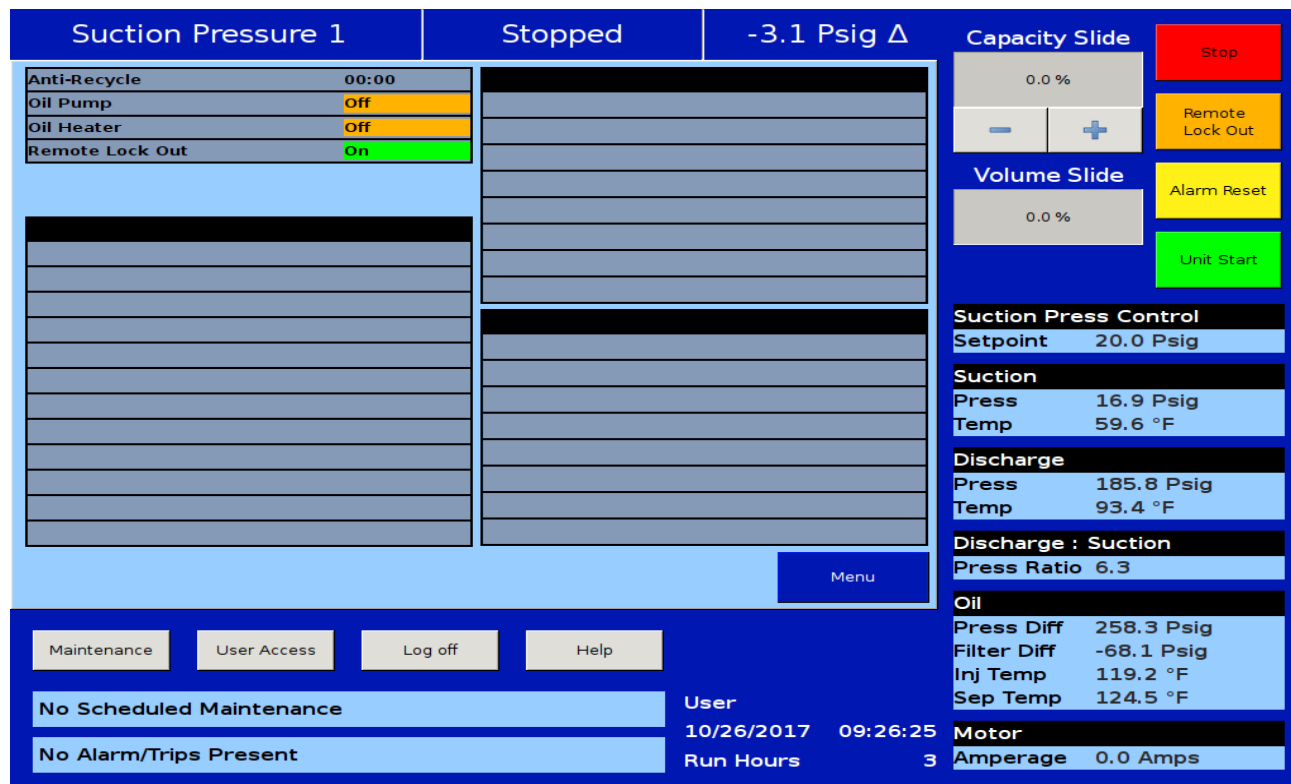 Suction Pressure 1 Stopped -3.1 Psig Δ
Anti-Recycle 00:00
Oil Pump Off
Oil Heater Off
Remote Lock Out On
Menu
Maintenance User Access Log off Help
No Scheduled Maintenance
No Alarm/Trips Present
User
10/26/2017 09:26:25
Run Hours 3
Capacity Slide
0.0 %
Volume Slide
0.0 %
Stop
Remote
Lock Out
Alarm Reset
Unit Start
Suction Press Control
Setpoint 20.0 Psig
Suction
Press 16.9 Psig
Temp 59.6 °F
Discharge
Press 185.8 Psig
Temp 93.4 °F
Discharge : Suction
Press Ratio 6.3
Oil
Press Diff 258.3 Psig
Filter Diff -68.1 Psig
Inj Temp 119.2 °F
Sep Temp 124.5 °F
Motor
Amperage 0.0 Amps